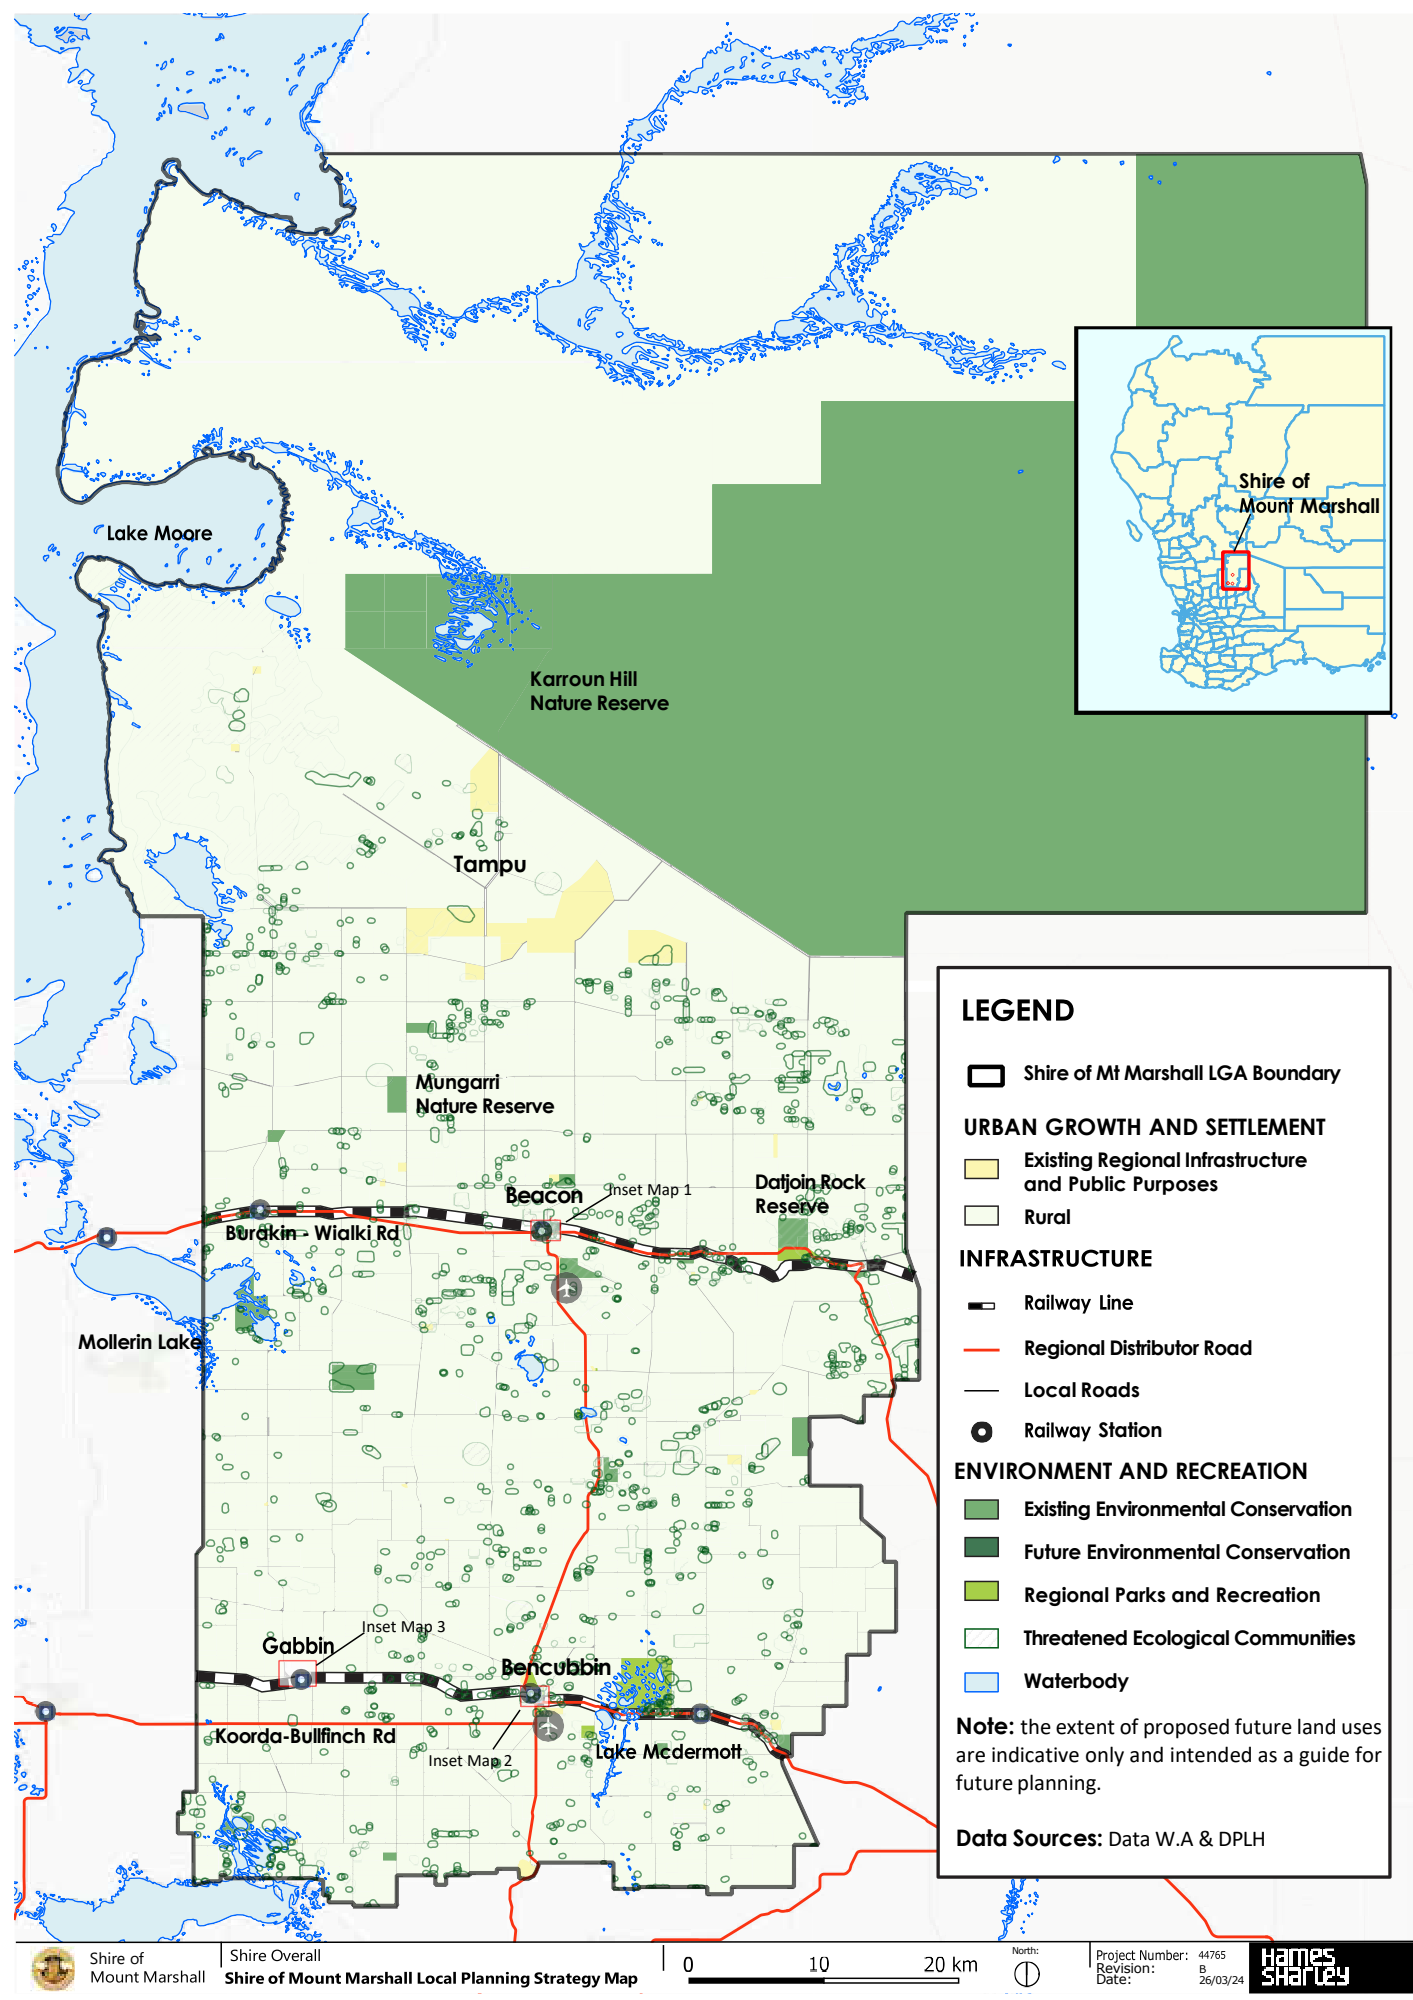 Shire of
Mount Marshall
Lake Moore
Karroun Hill
Nature Reserve
Tampu
Mungarri
Nature Reserve
Beacon
Inset Map 1
Datjoin Rock
Reserve
Burakin - Wialki Rd
Mollerin Lake
Gabbin
Inset Map 3
Bencubbin
Koorda-Bullfinch Rd
Inset Map 2
Lake Mcdermott
LEGEND
Shire of Mt Marshall LGA Boundary
URBAN GROWTH AND SETTLEMENT
Existing Regional Infrastructure
and Public Purposes
Rural
INFRASTRUCTURE
Railway Line
Regional Distributor Road
Local Roads
Railway Station
ENVIRONMENT AND RECREATION
Existing Environmental Conservation
Future Environmental Conservation
Regional Parks and Recreation
Threatened Ecological Communities
Waterbody
Note: the extent of proposed future land uses
are indicative only and intended as a guide for
future planning.
Data Sources: Data W.A & DPLH
Shire of
Mount Marshall
Shire Overall
Shire of Mount Marshall Local Planning Strategy Map
0 10 20 km
North:
Project Number: 44765
Revision: B
Date: 26/03/24
Hames
Sharley